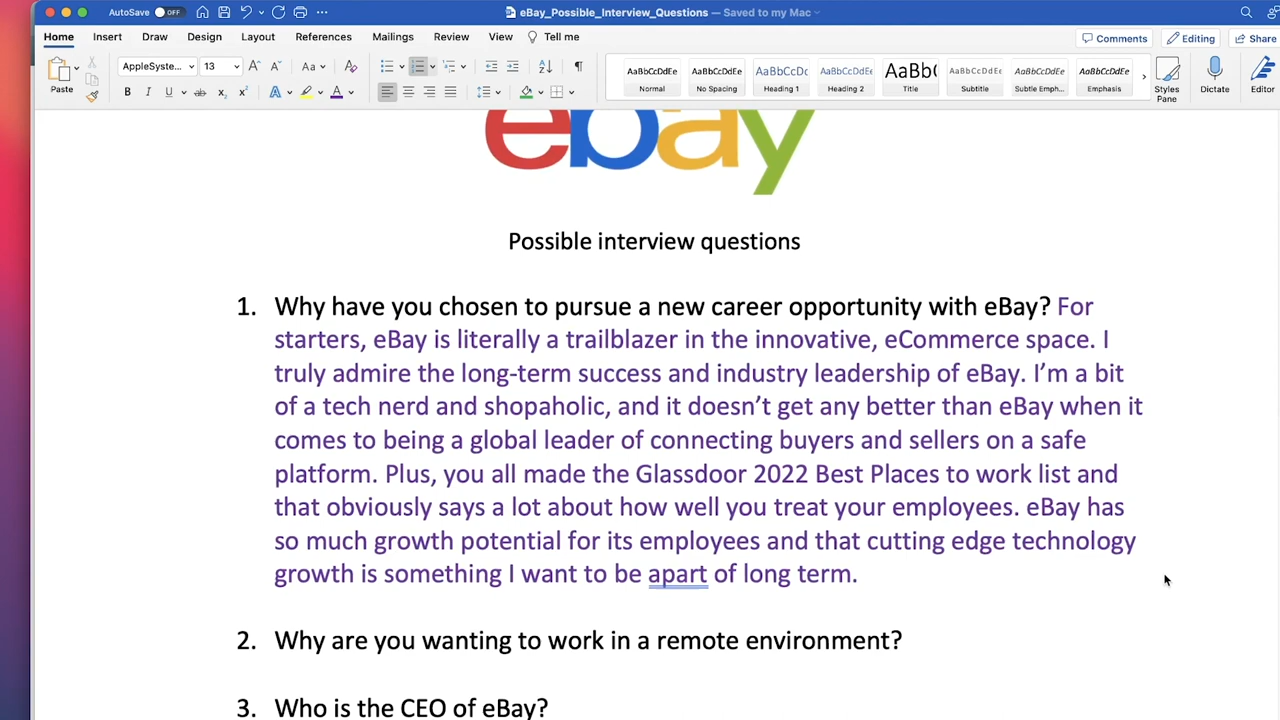 AutoSave OFF
eBay_Possible_Interview_Questions — Saved to my Mac
Home Insert Draw Design Layout References Mailings Review View Tell me
Comments Editing Share
Paste
AppleSyste... 13 Aa
B I U ab x₂ x² A A
AaBbCcDdEe AaBbCcDdEe AaBbCcDc AaBbCcDdEe AaBb( AaBbCcDdEe AaBbCcDdEe AaBbCcDdEe
Normal No Spacing Heading 1 Heading 2 Title Subtitle Subtle Emph... Emphasis
Styles Pane
Dictate
Editor
ebay
Possible interview questions
1. Why have you chosen to pursue a new career opportunity with eBay? For
starters, eBay is literally a trailblazer in the innovative, eCommerce space. I
truly admire the long-term success and industry leadership of eBay. I’m a bit
of a tech nerd and shopaholic, and it doesn’t get any better than eBay when it
comes to being a global leader of connecting buyers and sellers on a safe
platform. Plus, you all made the Glassdoor 2022 Best Places to work list and
that obviously says a lot about how well you treat your employees. eBay has
so much growth potential for its employees and that cutting edge technology
growth is something I want to be apart of long term.
2. Why are you wanting to work in a remote environment?
3. Who is the CEO of eBay?